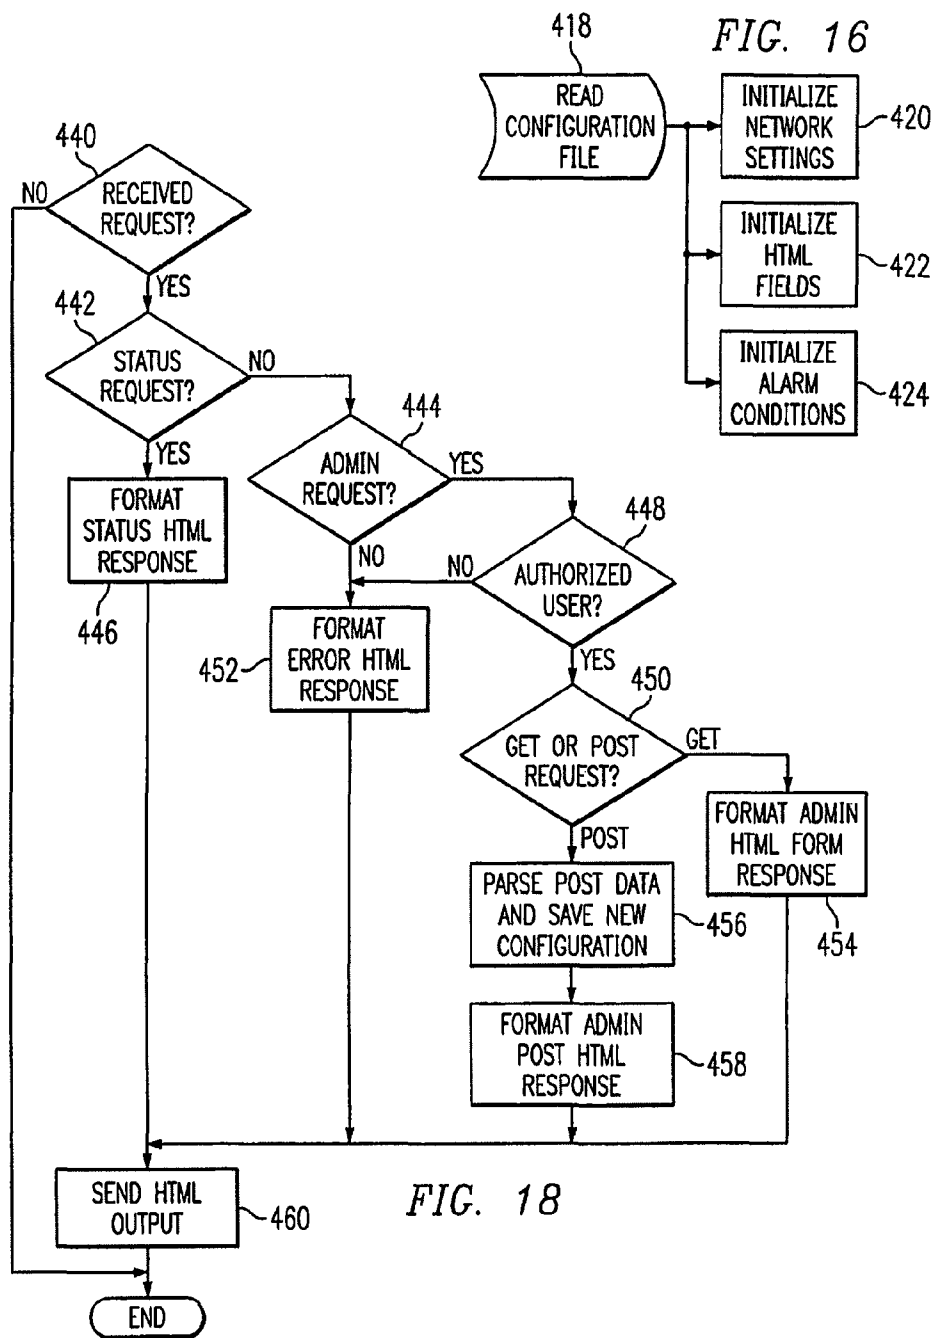 FIG. 16
418
READ
CONFIGURATION
FILE
INITIALIZE
NETWORK
SETTINGS
420
INITIALIZE
HTML
FIELDS
422
INITIALIZE
ALARM
CONDITIONS
424
440
NO
RECEIVED
REQUEST?
YES
442
STATUS
REQUEST?
NO
YES
444
ADMIN
REQUEST?
YES
NO
FORMAT
STATUS HTML
RESPONSE
446
448
AUTHORIZED
USER?
NO
YES
452
FORMAT
ERROR HTML
RESPONSE
450
GET OR POST
REQUEST?
GET
POST
FORMAT ADMIN
HTML FORM
RESPONSE
454
PARSE POST DATA
AND SAVE NEW
CONFIGURATION
456
FORMAT ADMIN
POST HTML
RESPONSE
458
SEND HTML
OUTPUT
460
FIG. 18
END